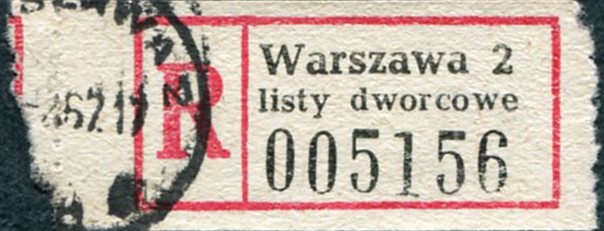 R
Warszawa 2
listy dworcowe
005156